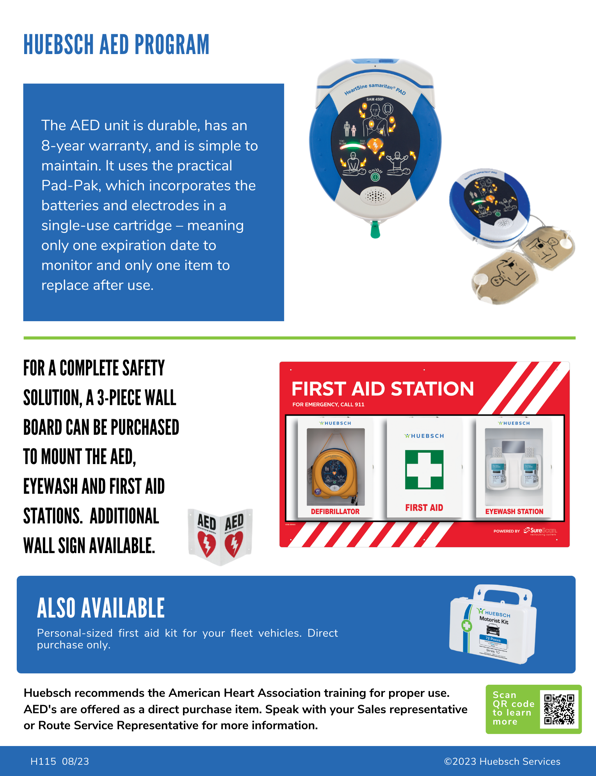 HUEBSCH AED PROGRAM
The AED unit is durable, has an
8-year warranty, and is simple to
maintain. It uses the practical
Pad-Pak, which incorporates the
batteries and electrodes in a
single-use cartridge – meaning
only one expiration date to
monitor and only one item to
replace after use.
HeartSine samaritan® PAD
FOR A COMPLETE SAFETY
SOLUTION, A 3-PIECE WALL
BOARD CAN BE PURCHASED
TO MOUNT THE AED,
EYEWASH AND FIRST AID
STATIONS. ADDITIONAL
WALL SIGN AVAILABLE.
AED AED
FIRST AID STATION
FOR EMERGENCY, CALL 911
HUEBSCH
HUEBSCH
HUEBSCH
DEFIBRILLATOR
FIRST AID
EYEWASH STATION
POWERED BY
ALSO AVAILABLE
Personal-sized first aid kit for your fleet vehicles. Direct
purchase only.
HUEBSCH
Motorist Kit
Huebsch recommends the American Heart Association training for proper use.
AED's are offered as a direct purchase item. Speak with your Sales representative
or Route Service Representative for more information.
Scan
QR code
to learn
more
H115 08/23
©2023 Huebsch Services